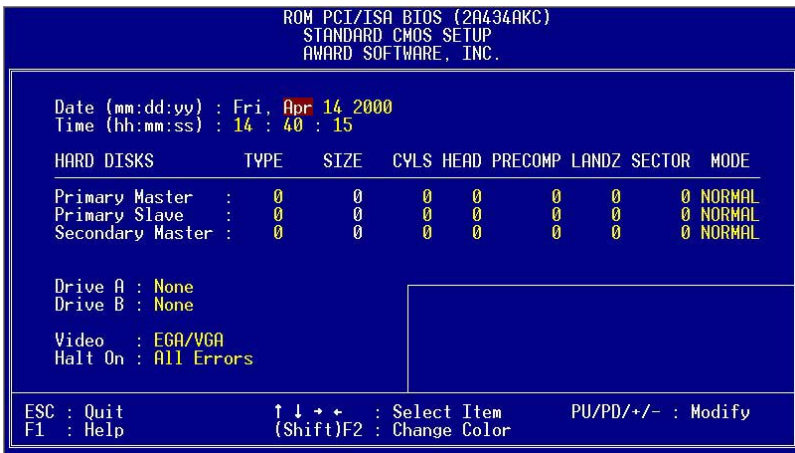 ROM PCI/ISA BIOS (2A434AKC)
STANDARD CMOS SETUP
AWARD SOFTWARE, INC.
Date (mm:dd:yy) : Fri, Apr 14 2000
Time (hh:mm:ss) : 14 : 40 : 15
HARD DISKS TYPE SIZE CYLS HEAD PRECOMP LANDZ SECTOR MODE
Primary Master : 0 0 0 0 0 0 0 NORMAL
Primary Slave : 0 0 0 0 0 0 0 NORMAL
Secondary Master : 0 0 0 0 0 0 0 NORMAL
Drive A : None
Drive B : None
Video : EGA/VGA
Halt On : All Errors
ESC : Quit ↑ ↓ → ← : Select Item PU/PD/+/- : Modify
F1 : Help (Shift)F2 : Change Color